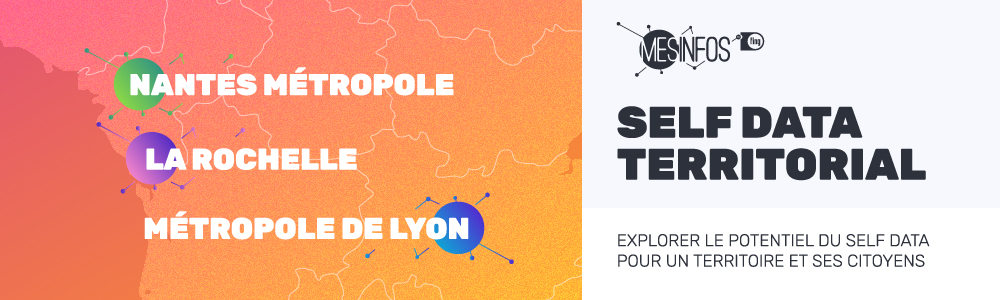 NANTES MÉTROPOLE
LA ROCHELLE
MÉTROPOLE DE LYON
MESINFOS
fing
SELF DATA
TERRITORIAL
EXPLORER LE POTENTIEL DU SELF DATA
POUR UN TERRITOIRE ET SES CITOYENS